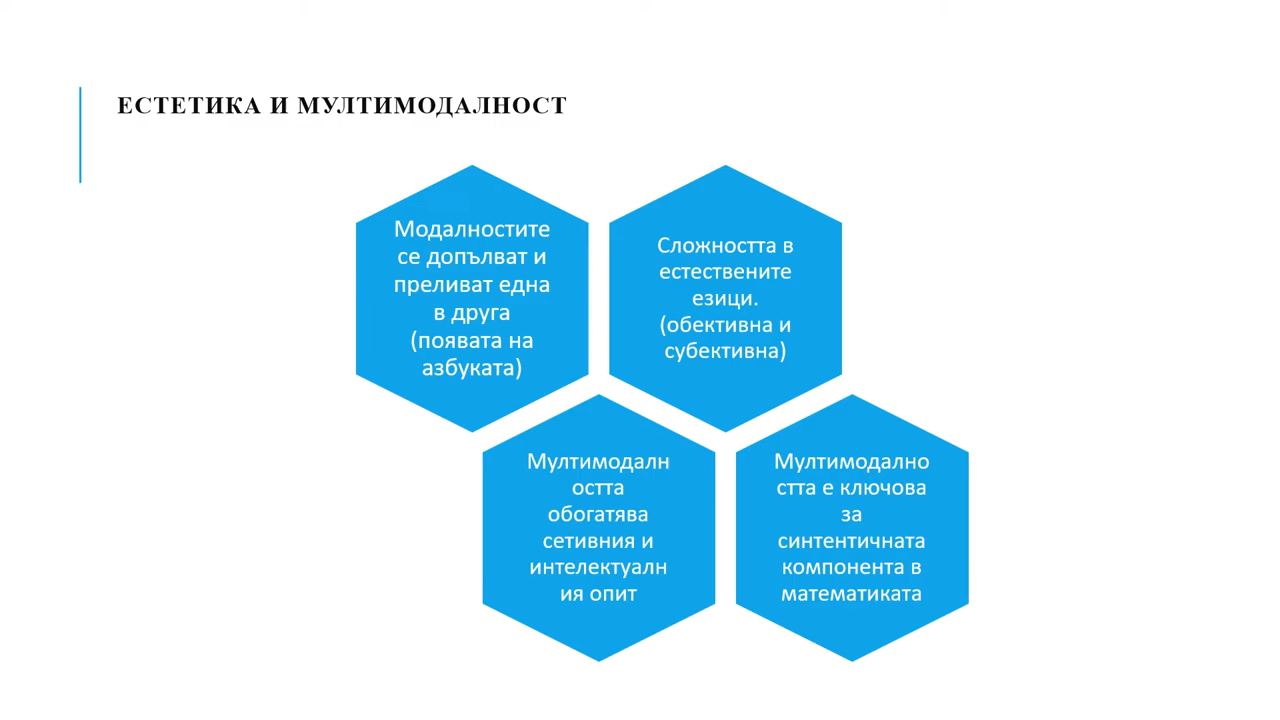 ЕСТЕТИКА И МУЛТИМОДАЛНОСТ
Модалностите
се допълват и
преливат една
в друга
(появата на
азбуката)
Сложността в
естествените
езици.
(обективна и
субективна)
Мултимодалн
остта
обогатява
сетивния и
интелектуалн
ия опит
Мултимодално
стта е ключова
за
синтентичната
компонента в
математиката